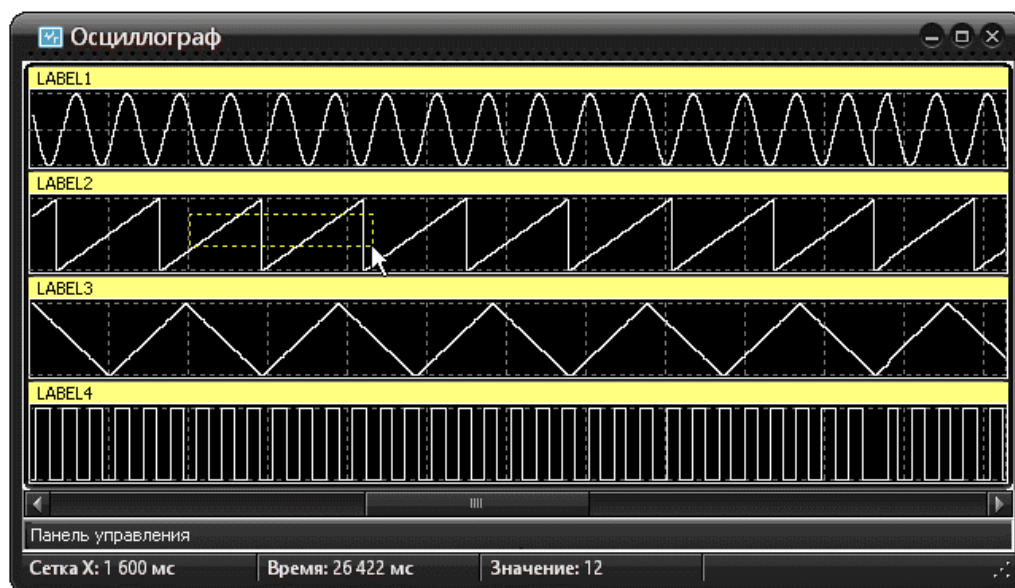 Осциллограф
LABEL1
LABEL2
LABEL3
LABEL4
Панель управления
Сетка X: 1 600 мс Время: 26 422 мс Значение: 12